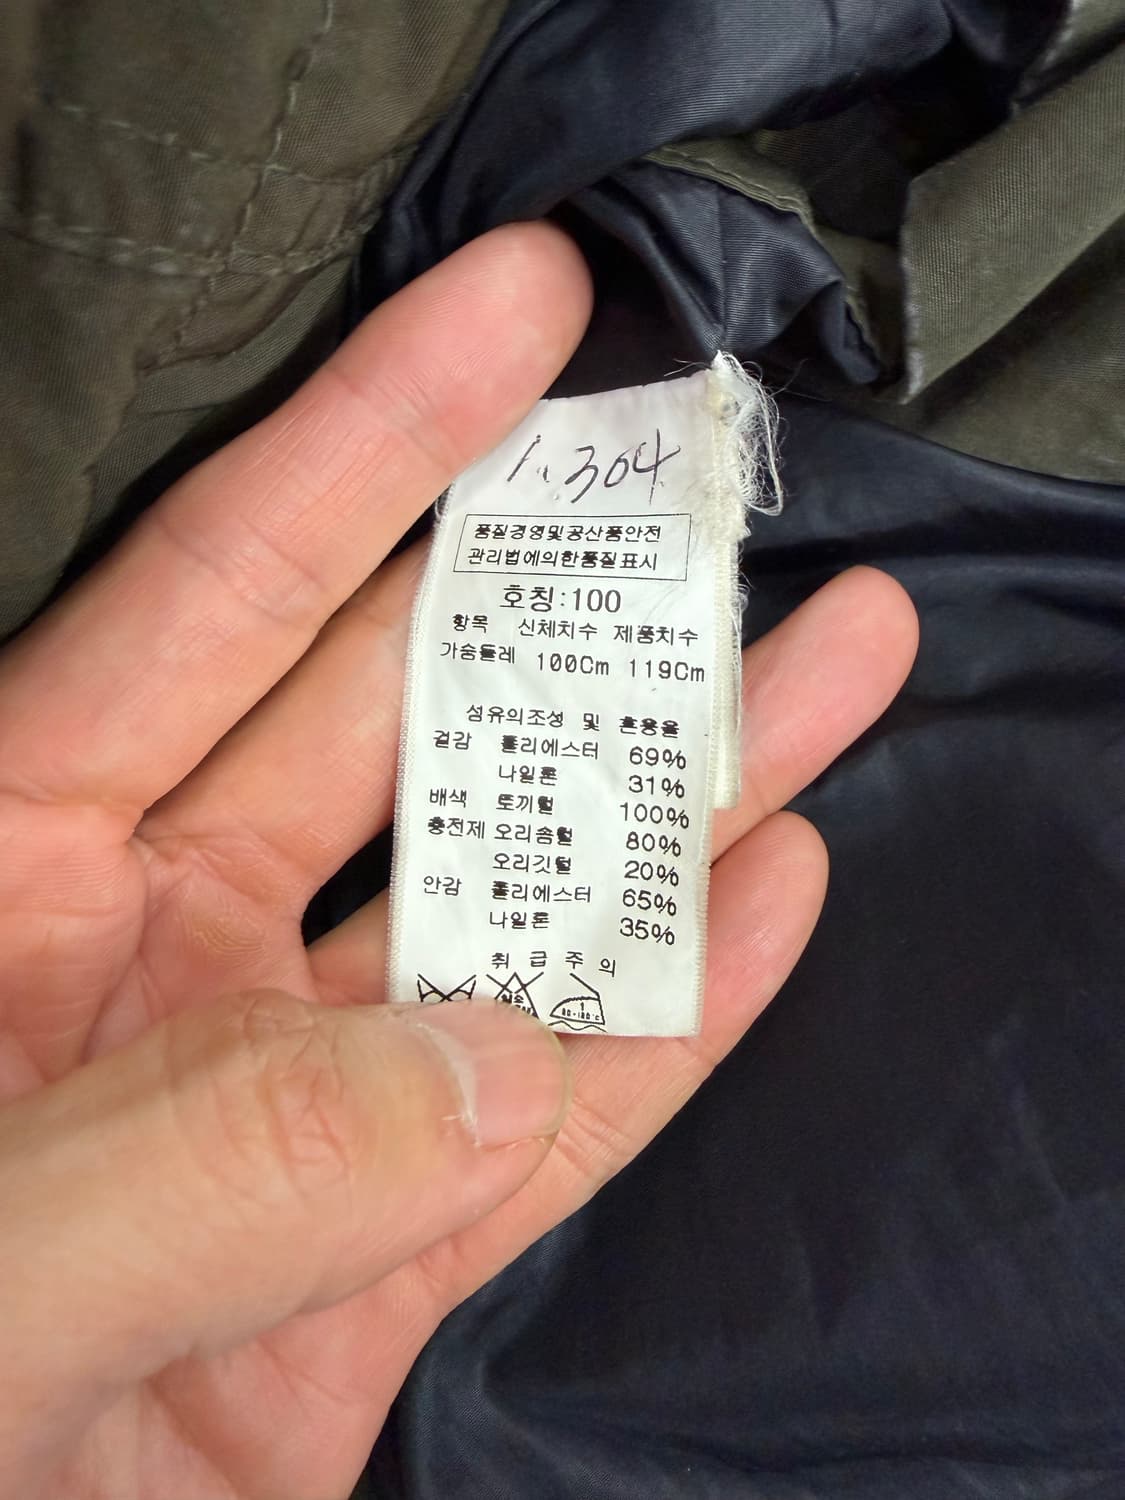 304
품질경영및공산품안전
관리법에의한품질표시
호칭:100
항목 신체치수 제품치수
가슴둘레 100Cm 119Cm
섬유의조성 및 혼용율
겉감 폴리에스터 69%
나일론 31%
배색 토끼털 100%
충전제 오리솜털 80%
오리깃털 20%
안감 폴리에스터 65%
나일론 35%
취 급 주 의